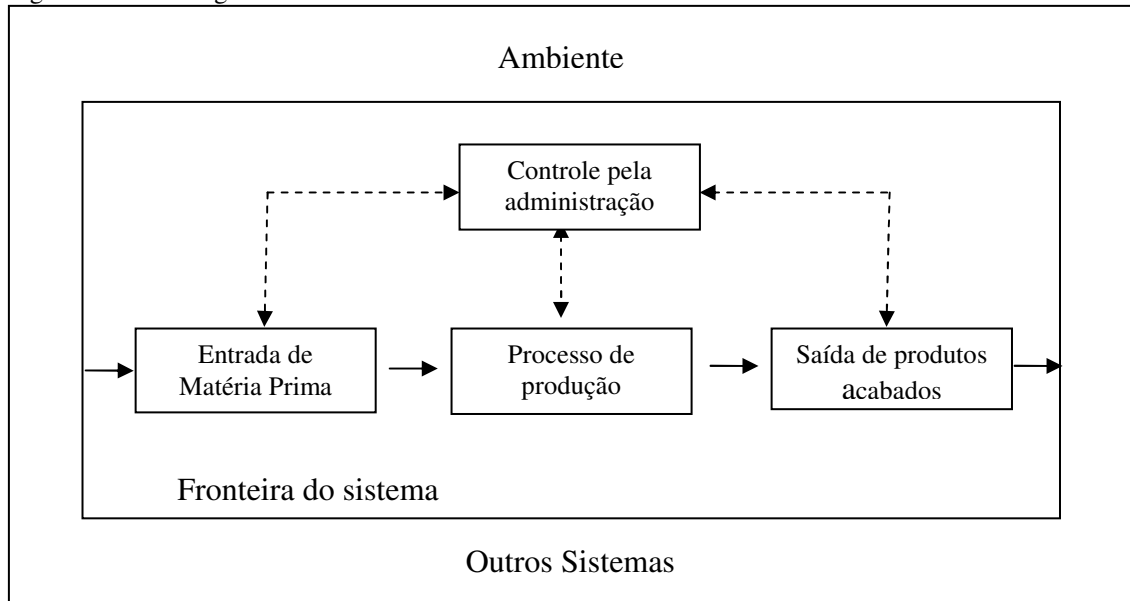 Ambiente
Controle pela
administração
Entrada de
Matéria Prima
Processo de
produção
Saída de produtos
acabados
Fronteira do sistema
Outros Sistemas